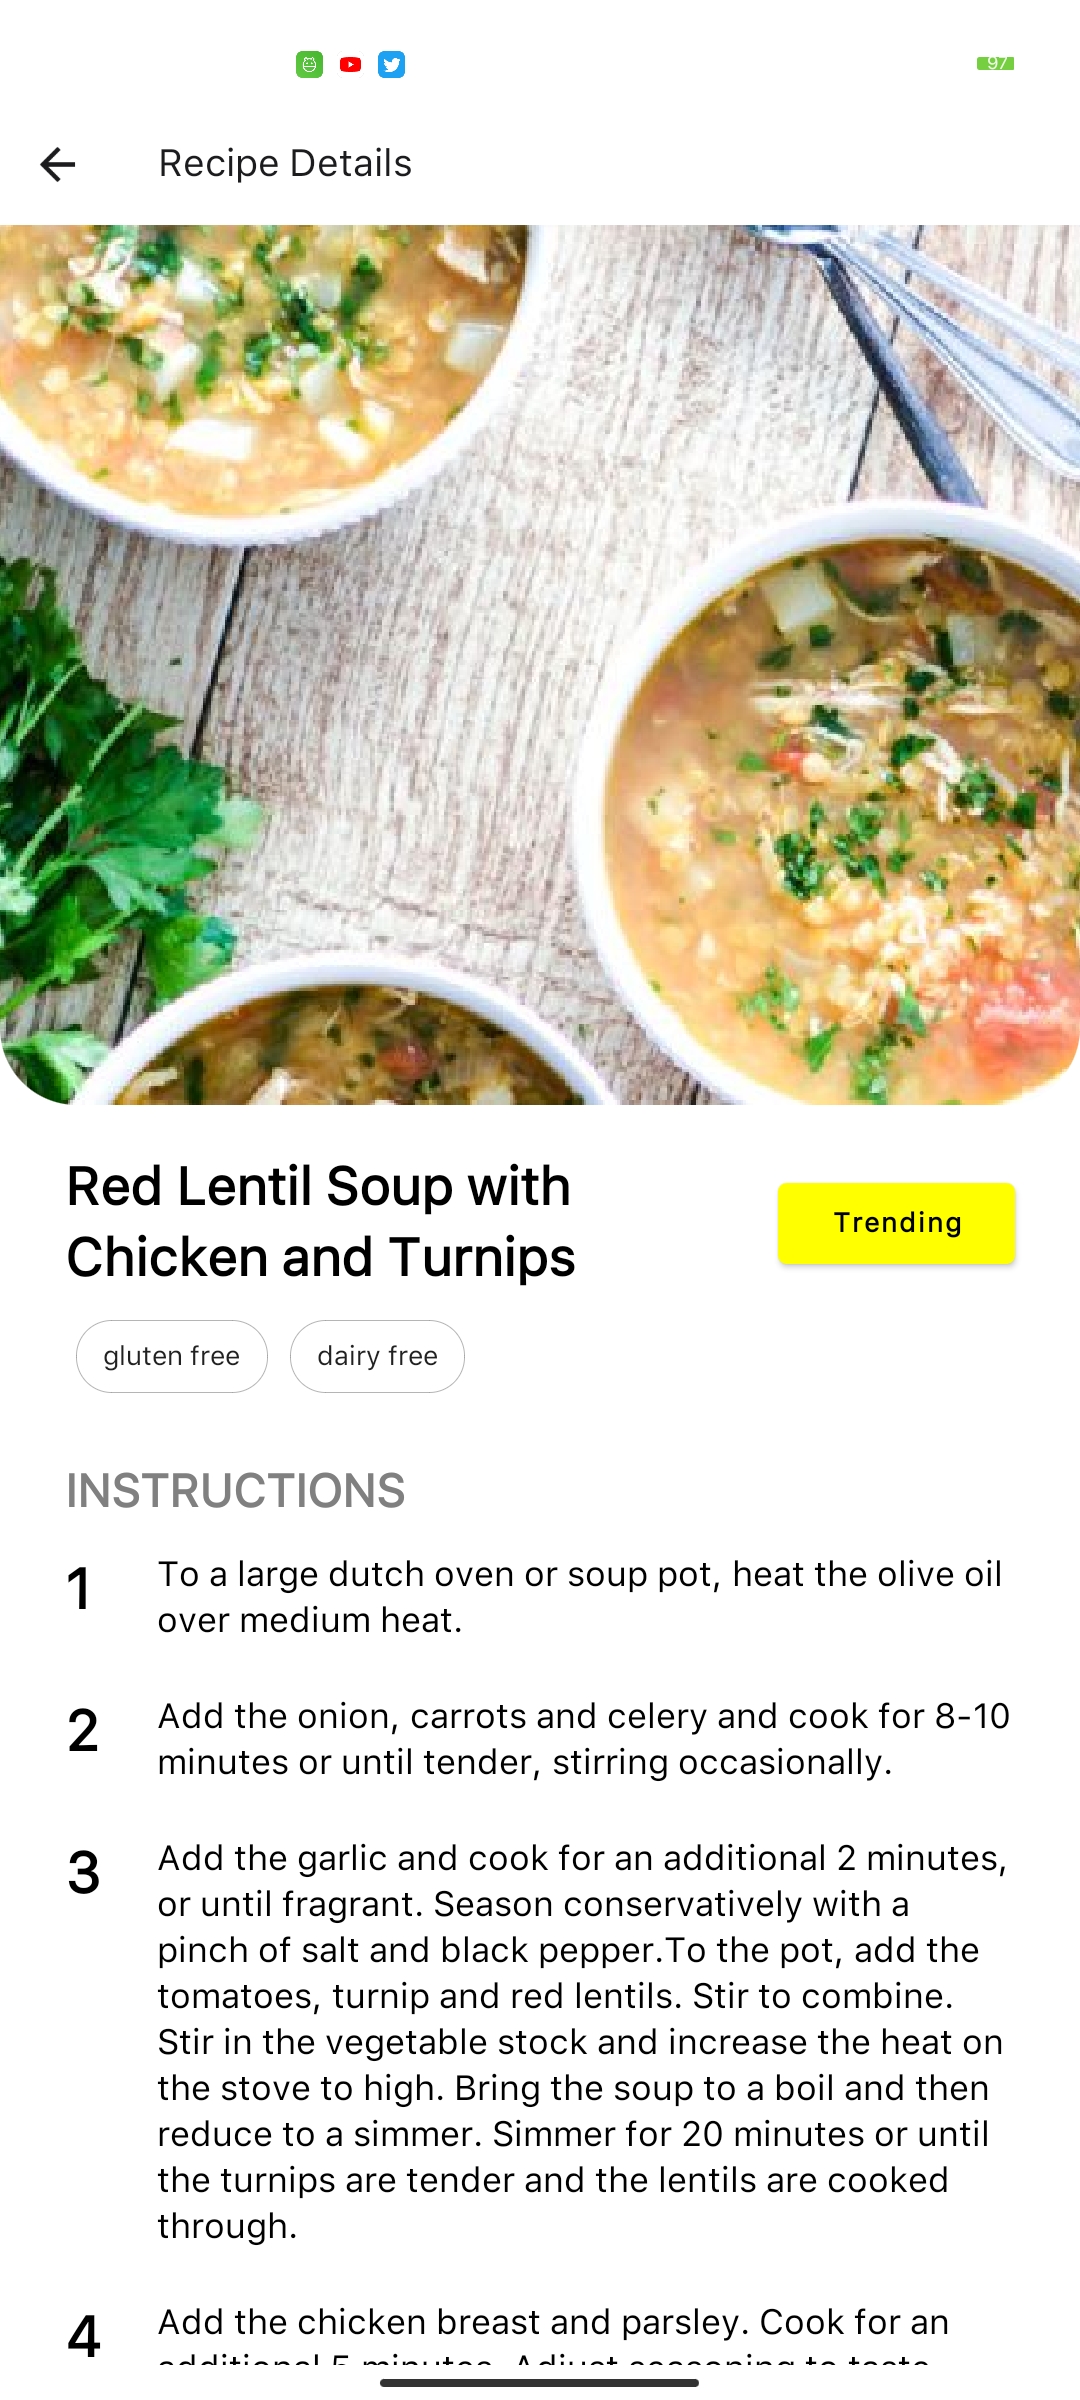 97
Recipe Details
Red Lentil Soup with
Chicken and Turnips
Trending
gluten free
dairy free
INSTRUCTIONS
1
To a large dutch oven or soup pot, heat the olive oil
over medium heat.
2
Add the onion, carrots and celery and cook for 8-10
minutes or until tender, stirring occasionally.
3
Add the garlic and cook for an additional 2 minutes,
or until fragrant. Season conservatively with a
pinch of salt and black pepper.To the pot, add the
tomatoes, turnip and red lentils. Stir to combine.
Stir in the vegetable stock and increase the heat on
the stove to high. Bring the soup to a boil and then
reduce to a simmer. Simmer for 20 minutes or until
the turnips are tender and the lentils are cooked
through.
4
Add the chicken breast and parsley. Cook for an
additional 5 minutes. Adjust seasoning to taste.